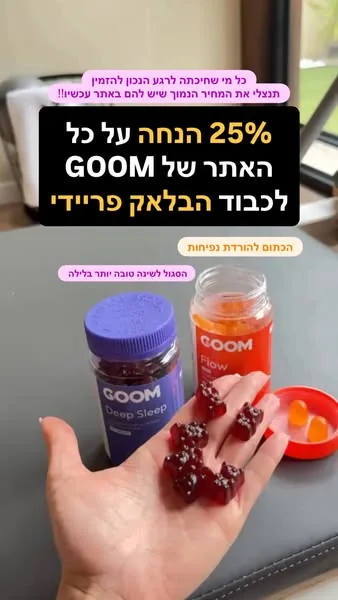 כל מי שחיכתה לרגע הנכון להזמין
תנצלי את המחיר הנמוך שיש להם באתר עכשיו!!
25% הנחה על כל
האתר של GOOM
לכבוד הבלאק פריידי
הכתום להורדת נפיחות
הסגול לשינה טובה יותר בלילה
GOOM
Flow
GOOM
Deep Sleep